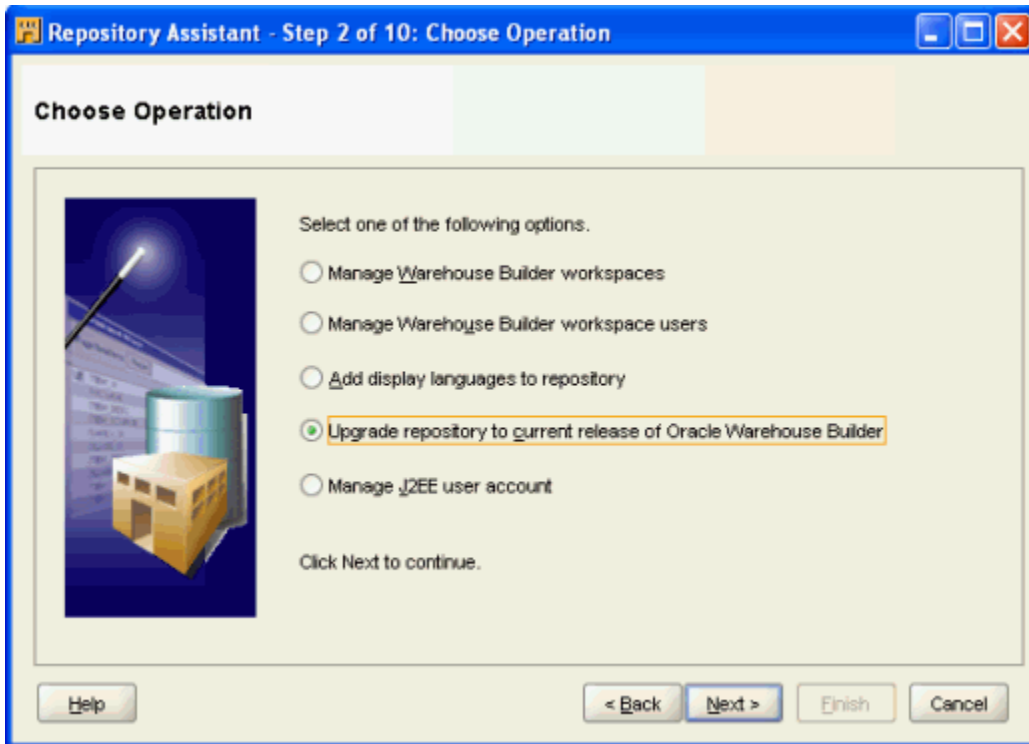 Repository Assistant - Step 2 of 10: Choose Operation
Choose Operation
Select one of the following options.
Manage Warehouse Builder workspaces
Manage Warehouse Builder workspace users
Add display languages to repository
Upgrade repository to current release of Oracle Warehouse Builder
Manage J2EE user account
Click Next to continue.
Help
< Back
Next >
Finish
Cancel